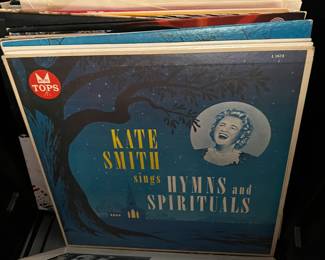 TOPS
KATE
SMITH
sings
HYMNS and
SPIRITUALS